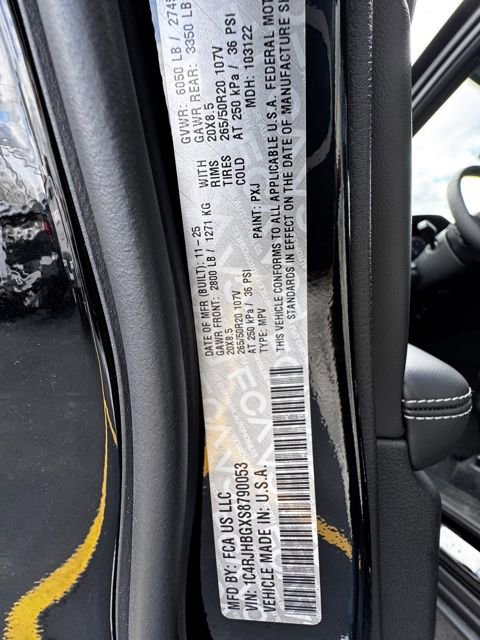 MFD BY: FCA US LLC
DATE OF MFR (BUILT): 11-25
GVWR: 6050 LB / 2745
GAWR FRONT: 2800 LB / 1271 KG WITH
GAWR REAR: 3350 LB
20X8.5 RIMS 20X8.5
265/50R20 107V TIRES 265/50R20 107V
AT 250 kPa / 36 PSI COLD AT 250 kPa / 36 PSI
TYPE: MPV PAINT: PXJ MDH: 103122
THIS VEHICLE CONFORMS TO ALL APPLICABLE U.S.A. FEDERAL MOT
STANDARDS IN EFFECT ON THE DATE OF MANUFACTURE SH
VIN: 1C4RJHBGXS8790053
VEHICLE MADE IN: U.S.A.